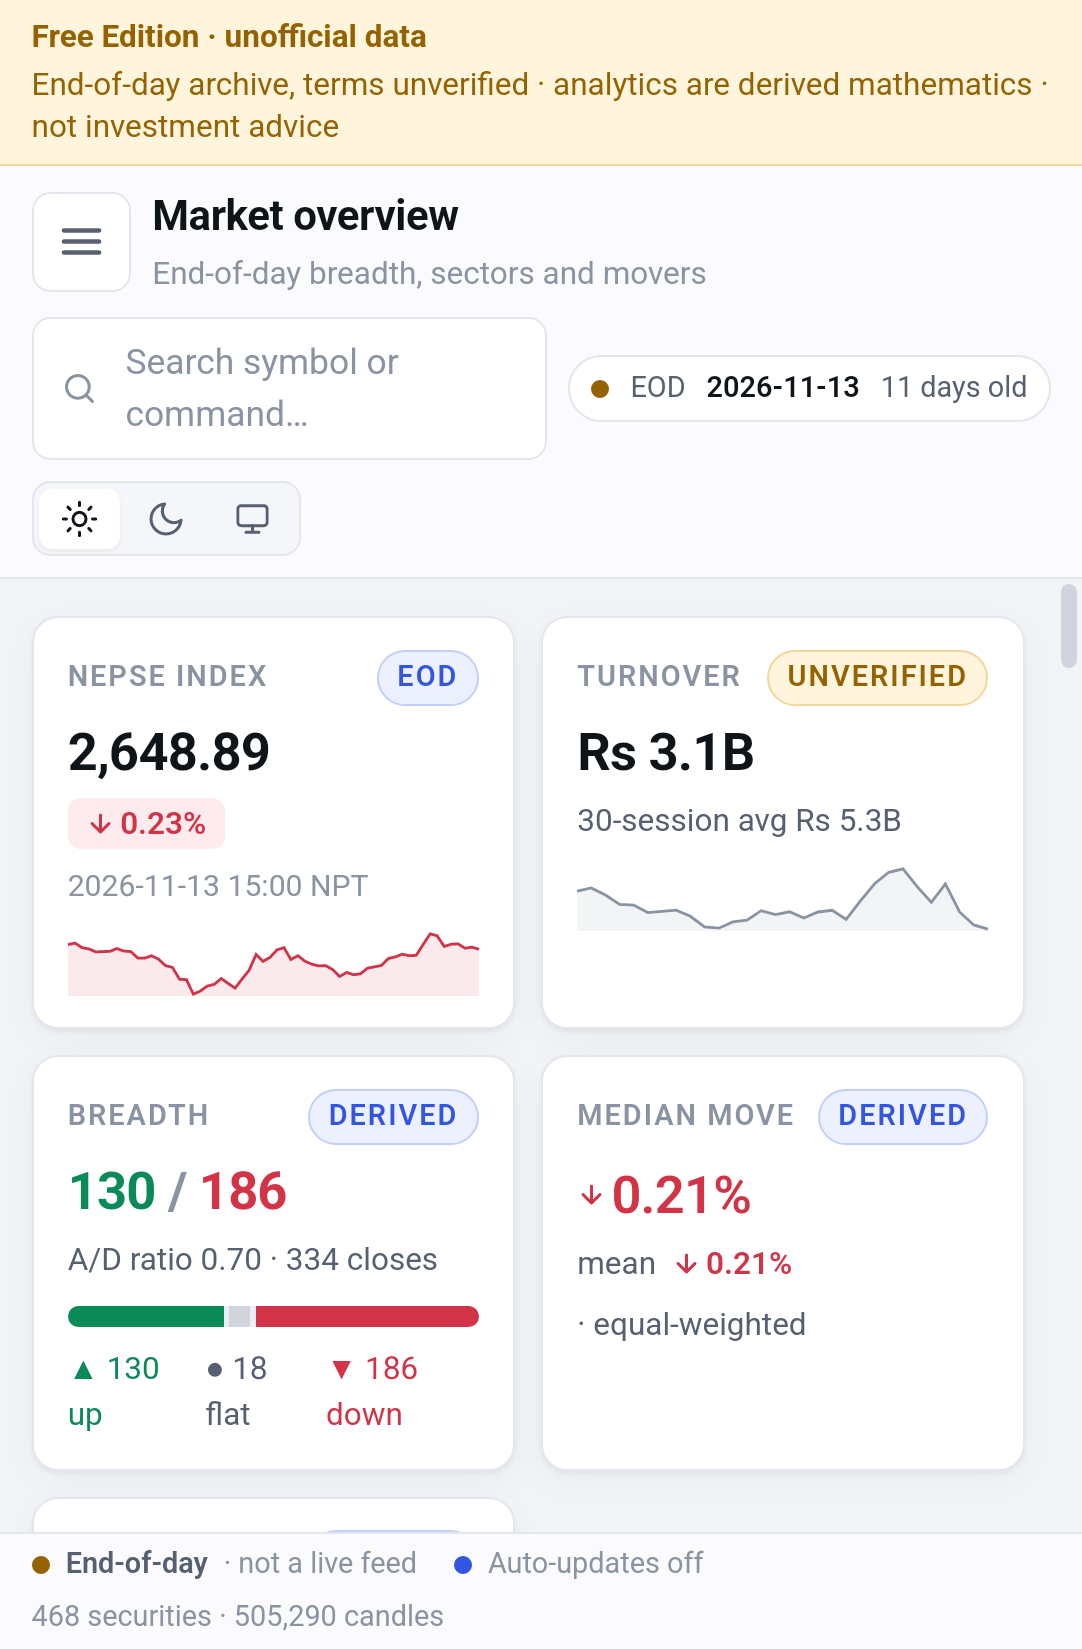 Free Edition · unofficial data
End-of-day archive, terms unverified · analytics are derived mathematics ·
not investment advice
Market overview
End-of-day breadth, sectors and movers
Search symbol or
command...
EOD 2026-11-13 11 days old
NEPSE INDEX EOD
2,648.89
↓ 0.23%
2026-11-13 15:00 NPT
TURNOVER UNVERIFIED
Rs 3.1B
30-session avg Rs 5.3B
BREADTH DERIVED
130 / 186
A/D ratio 0.70 · 334 closes
▲ 130 up
● 18 flat
▼ 186 down
MEDIAN MOVE DERIVED
↓ 0.21%
mean ↓ 0.21%
· equal-weighted
End-of-day · not a live feed Auto-updates off
468 securities · 505,290 candles